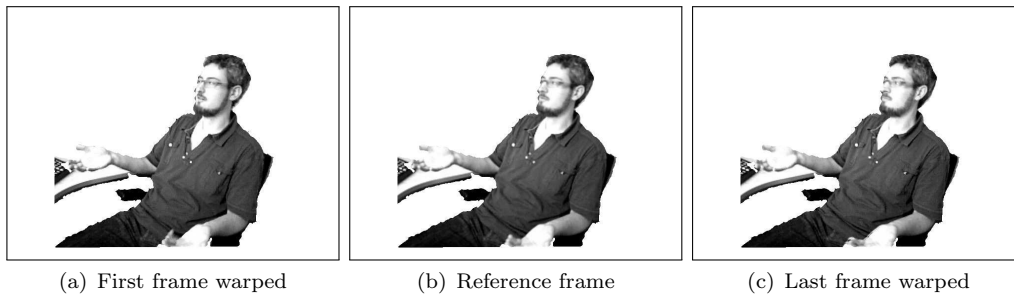 (a) First frame warped
(b) Reference frame
(c) Last frame warped